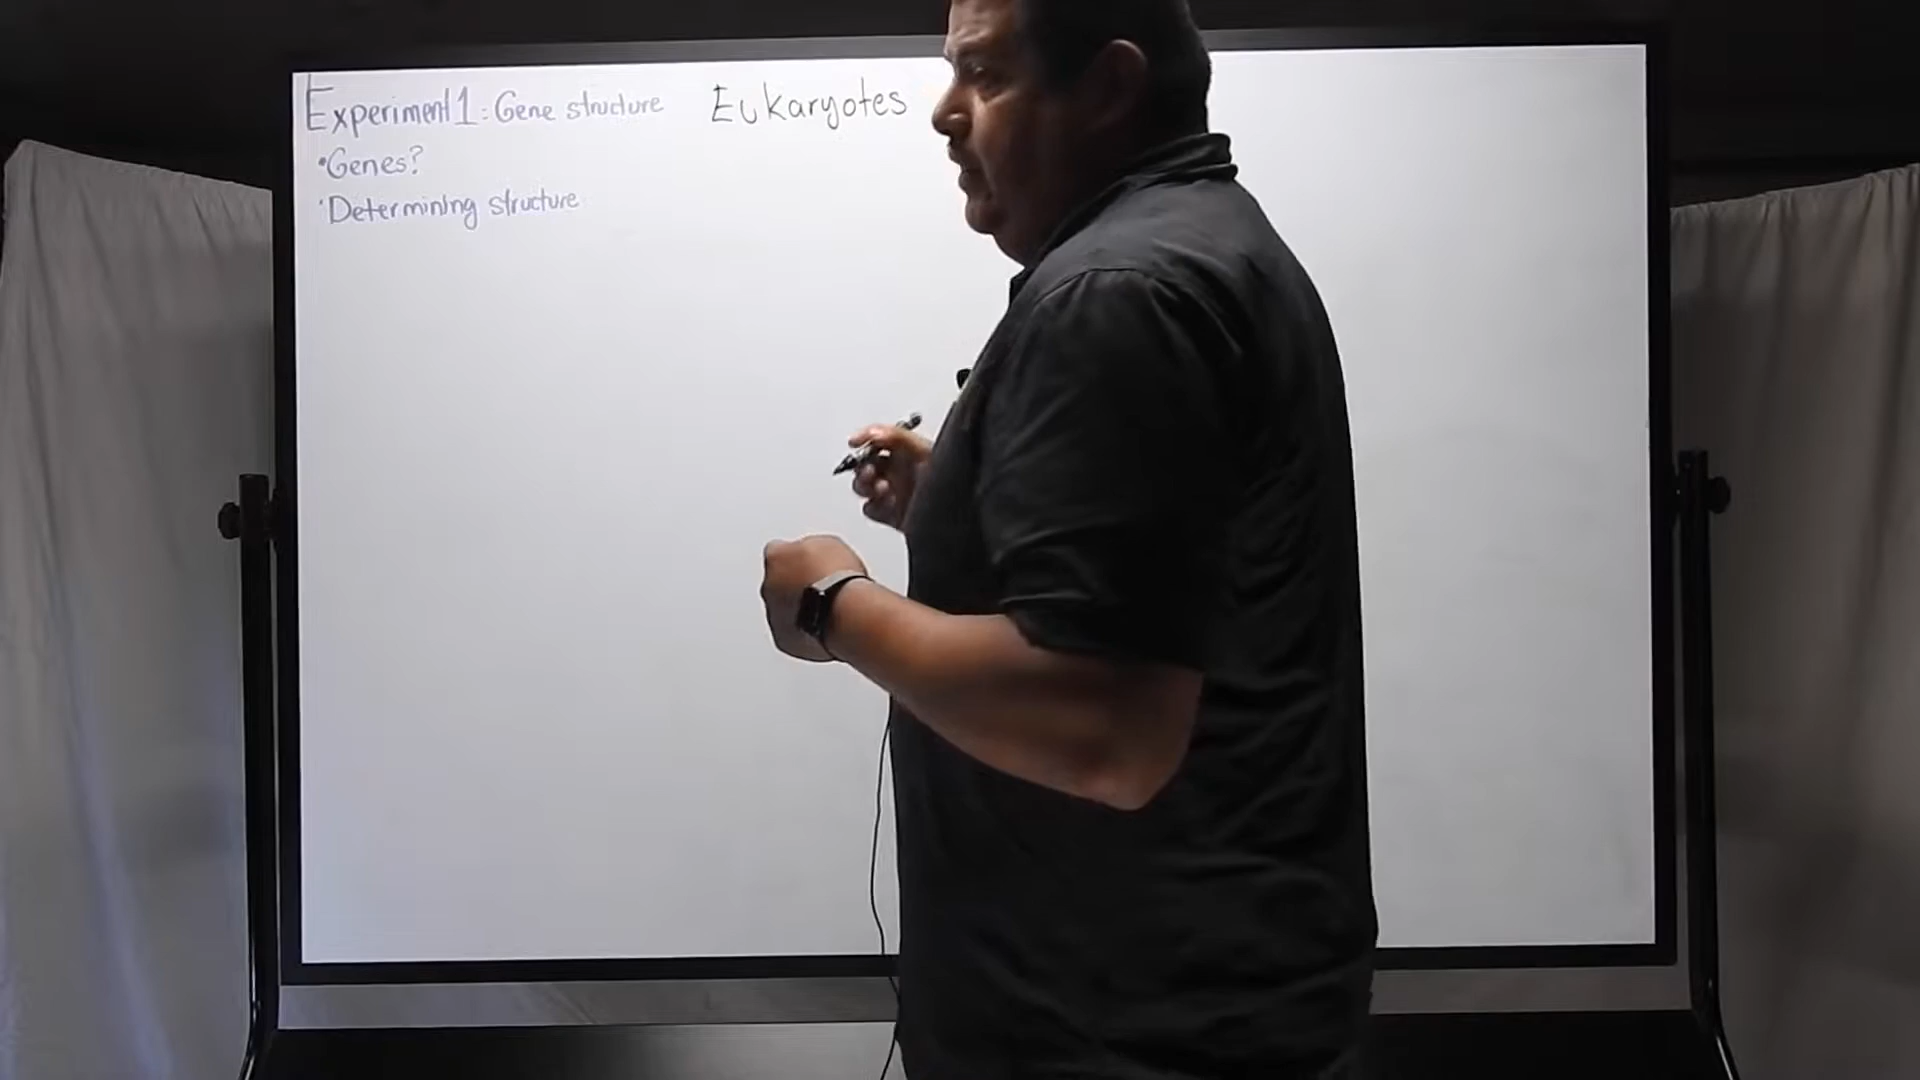 Experiment 1: Gene structure Eukaryotes
•Genes?
•Determining structure